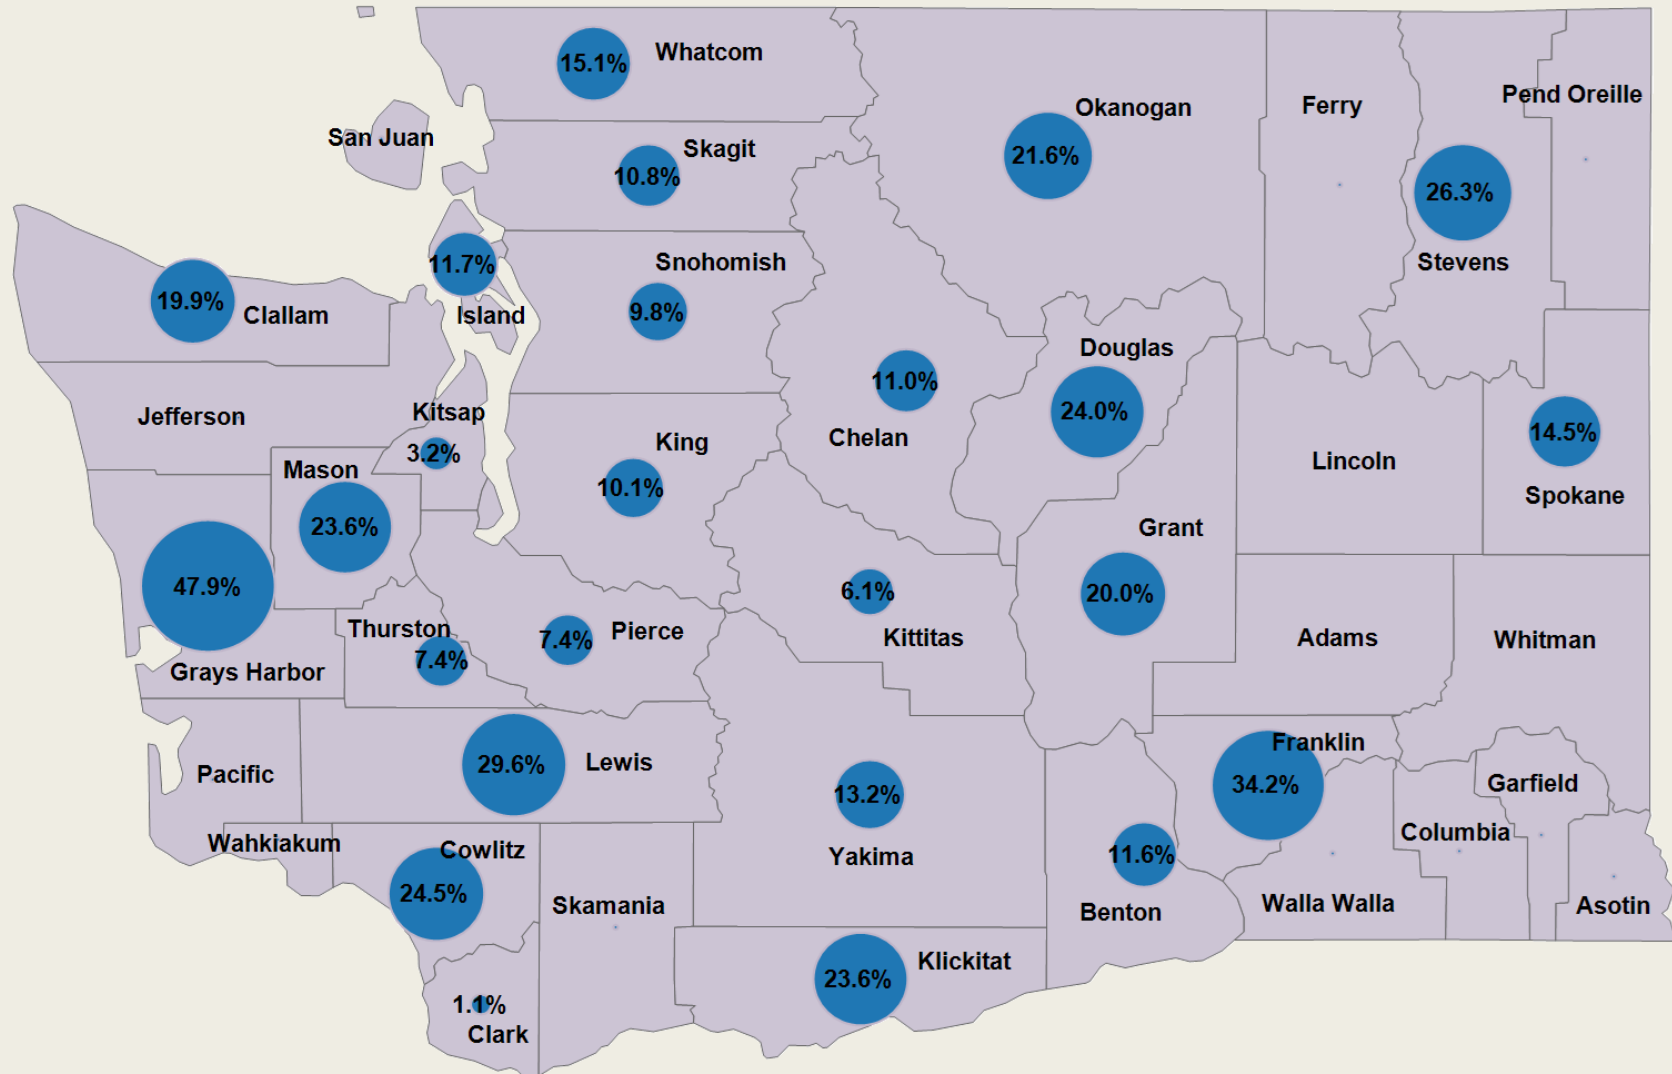 Whatcom
15.1%
Okanogan
21.6%
Ferry
Pend Oreille
San Juan
Skagit
10.8%
26.3%
Stevens
11.7%
Island
Snohomish
9.8%
19.9%
Clallam
Douglas
24.0%
11.0%
Chelan
Jefferson
Kitsap
3.2%
King
10.1%
Lincoln
14.5%
Spokane
Mason
23.6%
Grant
20.0%
47.9%
Grays Harbor
6.1%
Kittitas
Thurston
7.4%
7.4%
Pierce
Adams
Whitman
Franklin
34.2%
Pacific
29.6%
Lewis
13.2%
Yakima
Garfield
Columbia
Wahkiakum
Cowlitz
24.5%
11.6%
Benton
Skamania
Walla Walla
Asotin
23.6%
Klickitat
1.1%
Clark